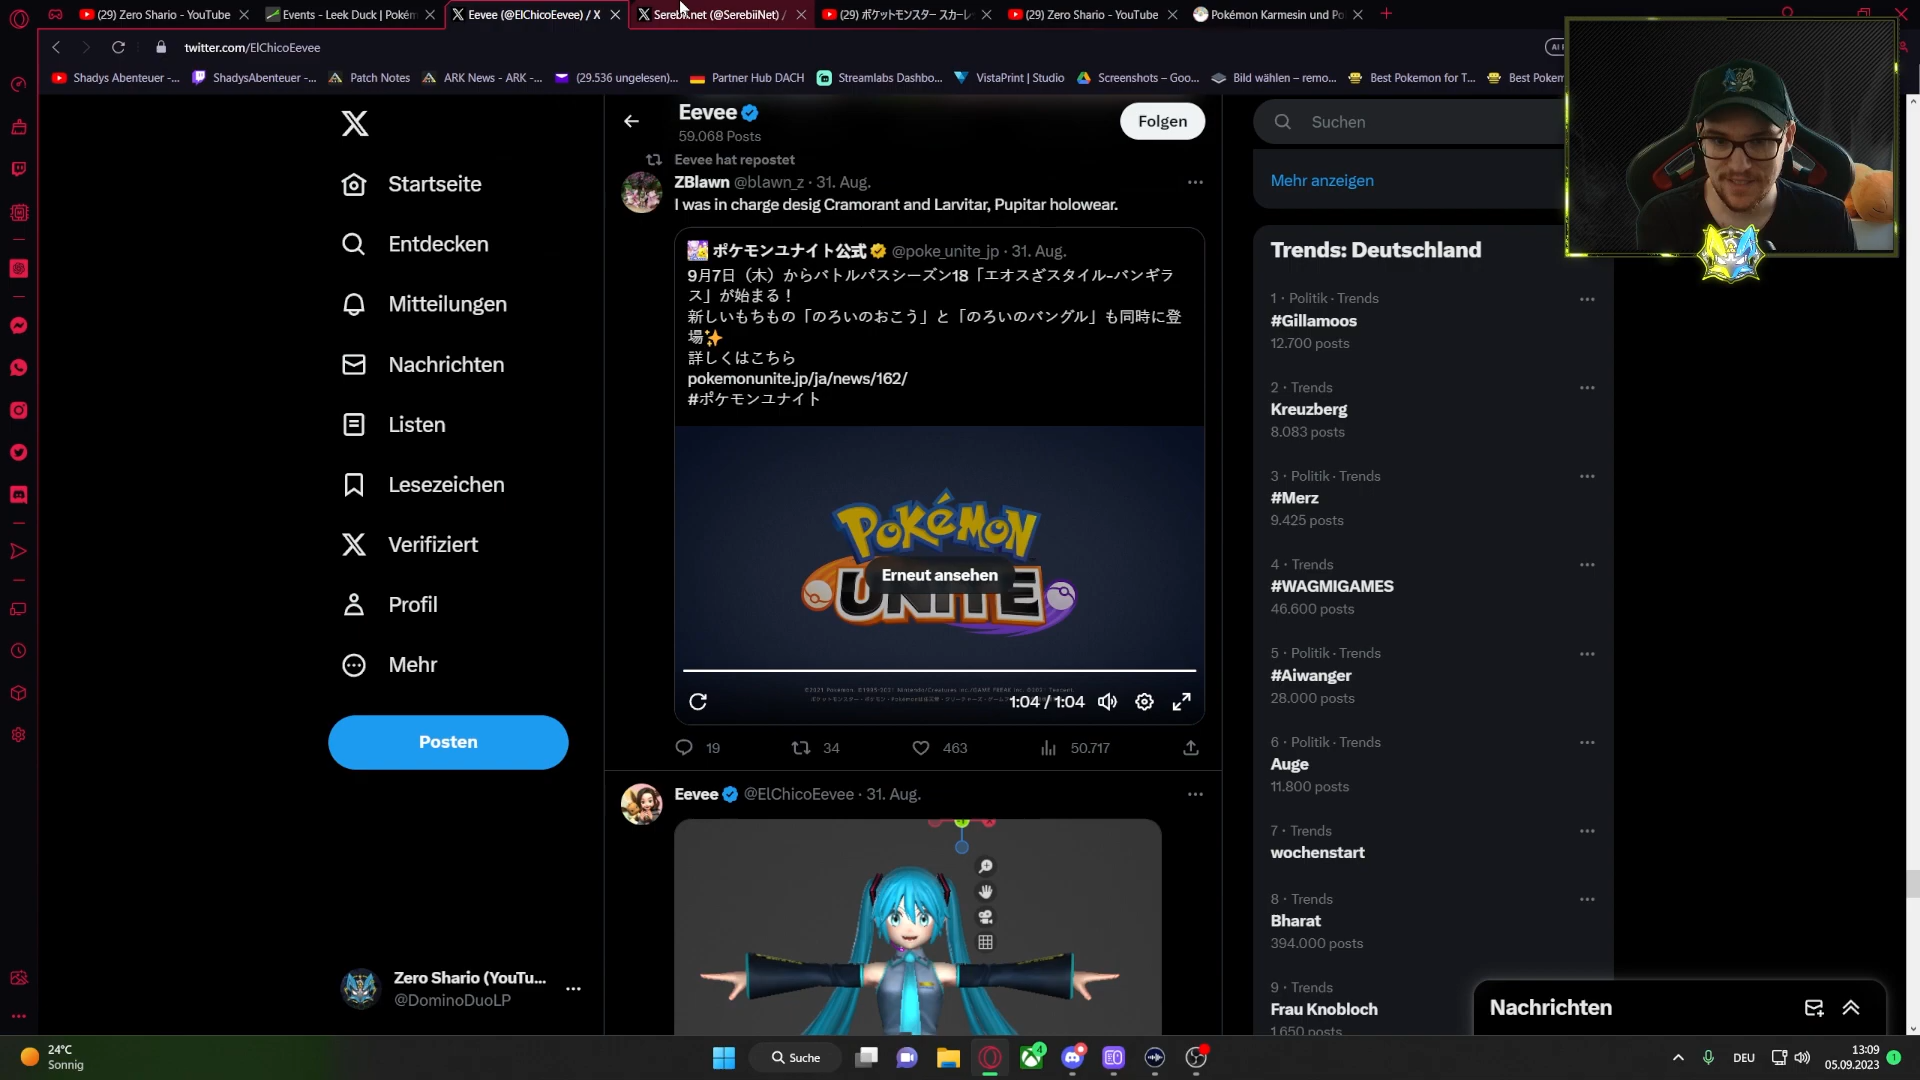 (29) Zero Shario - YouTube
Events - Leek Duck | Pokém
Eevee (@ElChicoEevee) / X
Serebii.net (@SerebiiNet) /
(29) ポケットモンスター スカーレ
(29) Zero Shario - YouTube
Pokémon Karmesin und Po
twitter.com/ElChicoEevee
Shadys Abenteuer -...
ShadysAbenteuer -...
Patch Notes
ARK News - ARK -...
(29.536 ungelesen)...
Partner Hub DACH
Streamlabs Dashbo...
VistaPrint | Studio
Screenshots – Goo...
Bild wählen – remo...
Best Pokemon for T...
Best Pokem
Startseite
Entdecken
Mitteilungen
Nachrichten
Listen
Lesezeichen
Verifiziert
Profil
Mehr
Posten
Zero Shario (YouTu...
@DominoDuoLP
Eevee
59.068 Posts
Folgen
Eevee hat repostet
ZBlawn @blawn_z · 31. Aug.
I was in charge desig Cramorant and Larvitar, Pupitar holowear.
ポケモンユナイト公式 @poke_unite_jp · 31. Aug.
9月7日（木）からバトルパスシーズン18「エオスざスタイル-バンギラ
ス」が始まる！
新しいもちもの「のろいのおこう」と「のろいのバングル」も同時に登
場✨
詳しくはこちら
pokemonunite.jp/ja/news/162/
#ポケモンユナイト
POKéMON
UNITE
Erneut ansehen
1:04 / 1:04
19
34
463
50.717
Eevee @ElChicoEevee · 31. Aug.
Suchen
Mehr anzeigen
Trends: Deutschland
1 · Politik · Trends
#Gillamoos
12.700 posts
2 · Trends
Kreuzberg
8.083 posts
3 · Politik · Trends
#Merz
9.425 posts
4 · Trends
#WAGMIGAMES
46.600 posts
5 · Politik · Trends
#Aiwanger
28.000 posts
6 · Politik · Trends
Auge
11.800 posts
7 · Trends
wochenstart
8 · Trends
Bharat
394.000 posts
9 · Trends
Frau Knobloch
1.650 posts
Nachrichten
24°C
Sonnig
Suche
4
DEU
13:09
05.09.2023
1